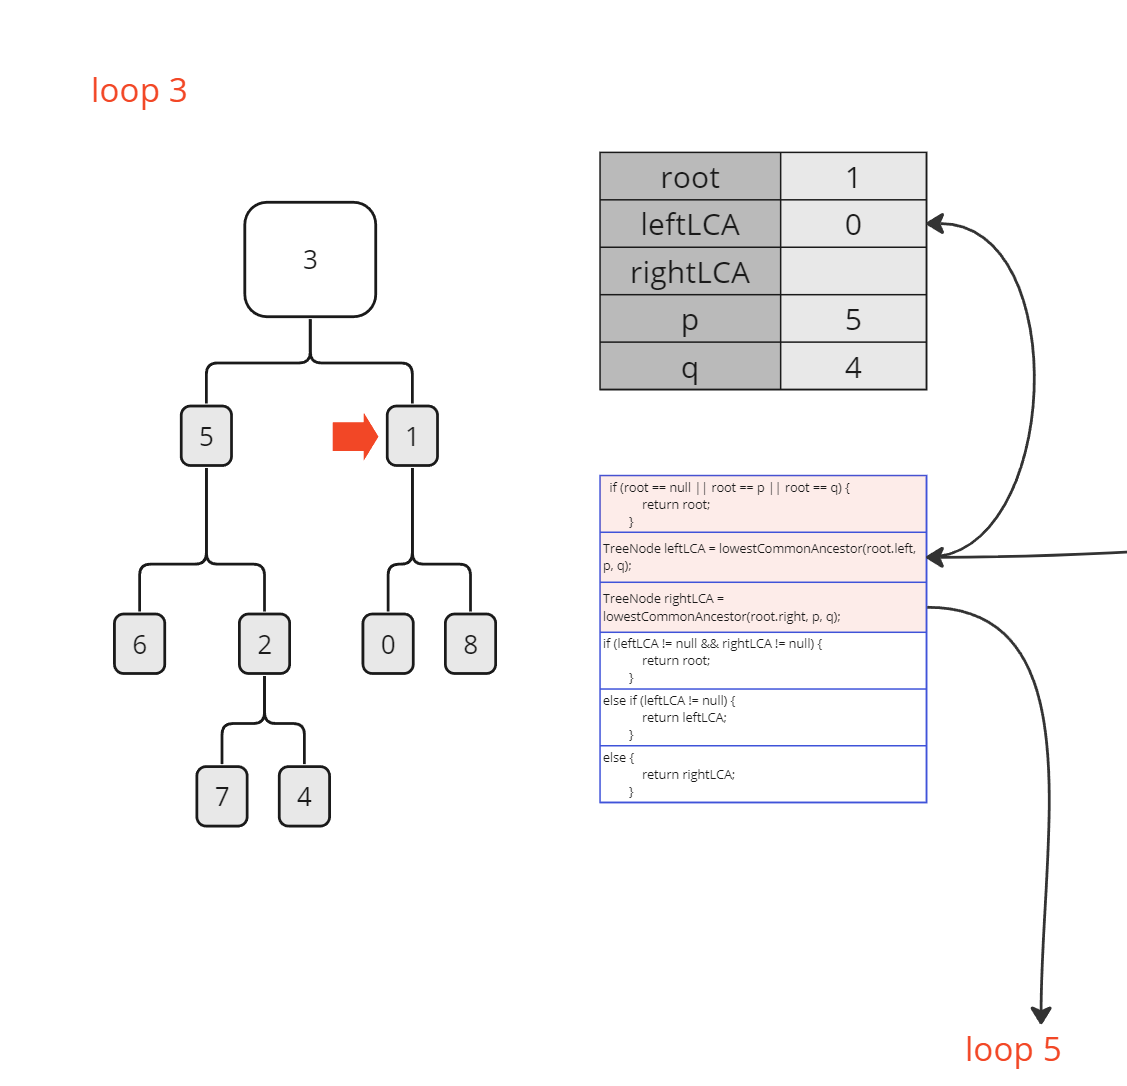 loop 3
3
5
1
6
2
0
8
7
4
root 1
leftLCA 0
rightLCA
p 5
q 4
if (root == null || root == p || root == q) {
return root;
}
TreeNode leftLCA = lowestCommonAncestor(root.left,
p, q);
TreeNode rightLCA =
lowestCommonAncestor(root.right, p, q);
if (leftLCA != null && rightLCA != null) {
return root;
}
else if (leftLCA != null) {
return leftLCA;
}
else {
return rightLCA;
}
loop 5